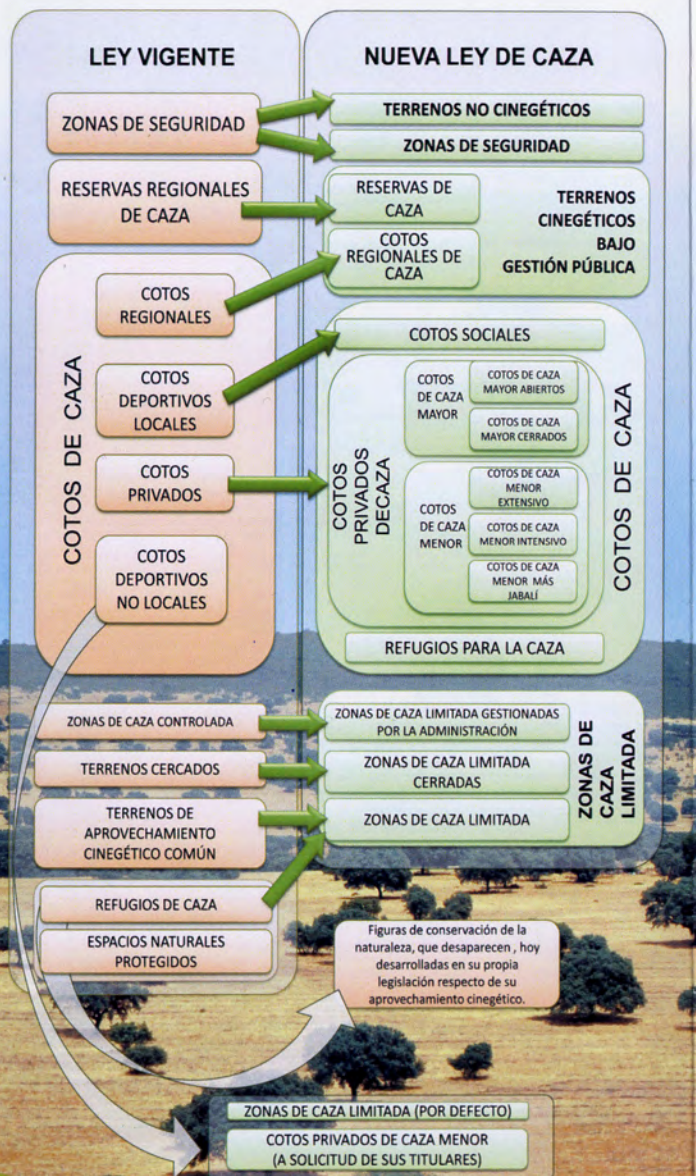 LEY VIGENTE
ZONAS DE SEGURIDAD
RESERVAS REGIONALES
DE CAZA
COTOS DE CAZA
COTOS
REGIONALES
COTOS
DEPORTIVOS
LOCALES
COTOS
PRIVADOS
COTOS
DEPORTIVOS
NO LOCALES
ZONAS DE CAZA CONTROLADA
TERRENOS CERCADOS
TERRENOS DE
APROVECHAMIENTO
CINEGÉTICO COMÚN
REFUGIOS DE CAZA
ESPACIOS NATURALES
PROTEGIDOS
NUEVA LEY DE CAZA
TERRENOS NO CINEGÉTICOS
ZONAS DE SEGURIDAD
RESERVAS DE
CAZA
COTOS
REGIONALES DE
CAZA
TERRENOS
CINEGÉTICOS
BAJO
GESTIÓN PÚBLICA
COTOS SOCIALES
COTOS
PRIVADOS
DECAZA
COTOS
DE CAZA
MAYOR
COTOS DE CAZA
MAYOR ABIERTOS
COTOS DE CAZA
MAYOR CERRADOS
COTOS
DE CAZA
MENOR
COTOS DE CAZA
MENOR
EXTENSIVO
COTOS DE CAZA
MENOR INTENSIVO
COTOS DE CAZA
MENOR MÁS
JABALÍ
COTOS DE CAZA
REFUGIOS PARA LA CAZA
ZONAS DE CAZA LIMITADA GESTIONADAS
POR LA ADMINISTRACIÓN
ZONAS DE CAZA LIMITADA
CERRADAS
ZONAS DE CAZA LIMITADA
ZONAS DE
CAZA
LIMITADA
Figuras de conservación de la
naturaleza, que desaparecen , hoy
desarrolladas en su propia
legislación respecto de su
aprovechamiento cinegético.
ZONAS DE CAZA LIMITADA (POR DEFECTO)
COTOS PRIVADOS DE CAZA MENOR
(A SOLICITUD DE SUS TITULARES)